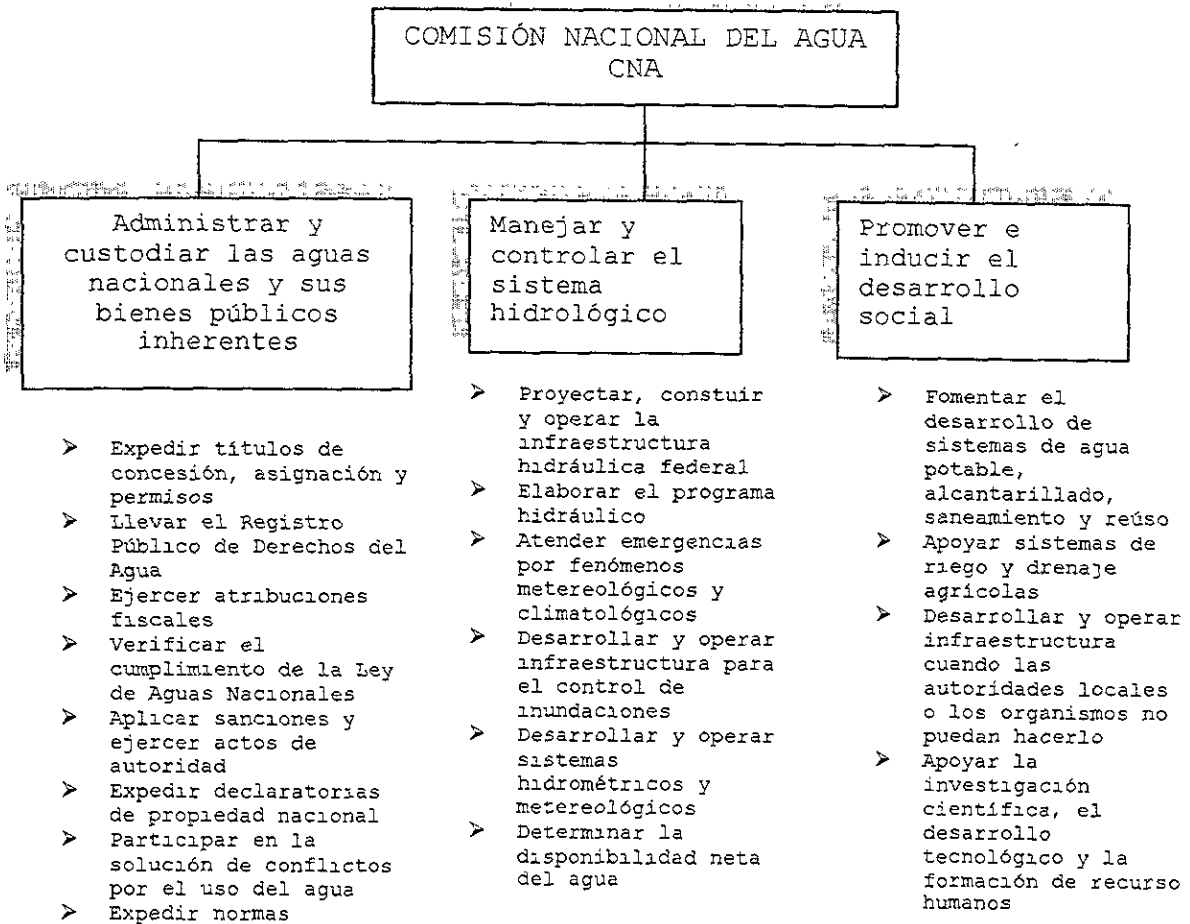 COMISIÓN NACIONAL DEL AGUA
CNA
Administrar y
custodiar las aguas
nacionales y sus
bienes públicos
inherentes
➢ Expedir títulos de
concesión, asignación y
permisos
➢ Llevar el Registro
Público de Derechos del
Agua
➢ Ejercer atribuciones
fiscales
➢ Verificar el
cumplimiento de la Ley
de Aguas Nacionales
➢ Aplicar sanciones y
ejercer actos de
autoridad
➢ Expedir declaratorias
de propiedad nacional
➢ Participar en la
solución de conflictos
por el uso del agua
➢ Expedir normas
Manejar y
controlar el
sistema
hidrológico
➢ Proyectar, constuir
y operar la
infraestructura
hidráulica federal
➢ Elaborar el programa
hidráulico
➢ Atender emergencias
por fenómenos
metereológicos y
climatológicos
➢ Desarrollar y operar
infraestructura para
el control de
inundaciones
➢ Desarrollar y operar
sistemas
hidrométricos y
metereológicos
➢ Determinar la
disponibilidad neta
del agua
Promover e
inducir el
desarrollo
social
➢ Fomentar el
desarrollo de
sistemas de agua
potable,
alcantarillado,
saneamiento y reúso
➢ Apoyar sistemas de
riego y drenaje
agrícolas
➢ Desarrollar y operar
infraestructura
cuando las
autoridades locales
o los organismos no
puedan hacerlo
➢ Apoyar la
investigación
científica, el
desarrollo
tecnológico y la
formación de recurso
humanos